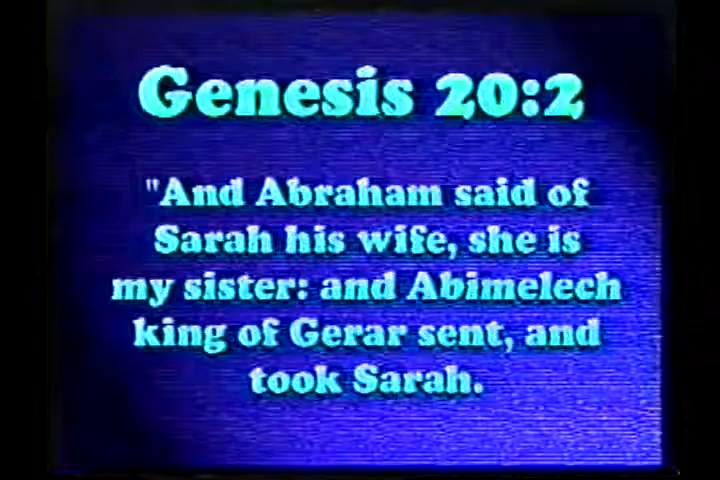 Genesis 20:2
"And Abraham said of
Sarah his wife, she is
my sister: and Abimelech
king of Gerar sent, and
took Sarah.